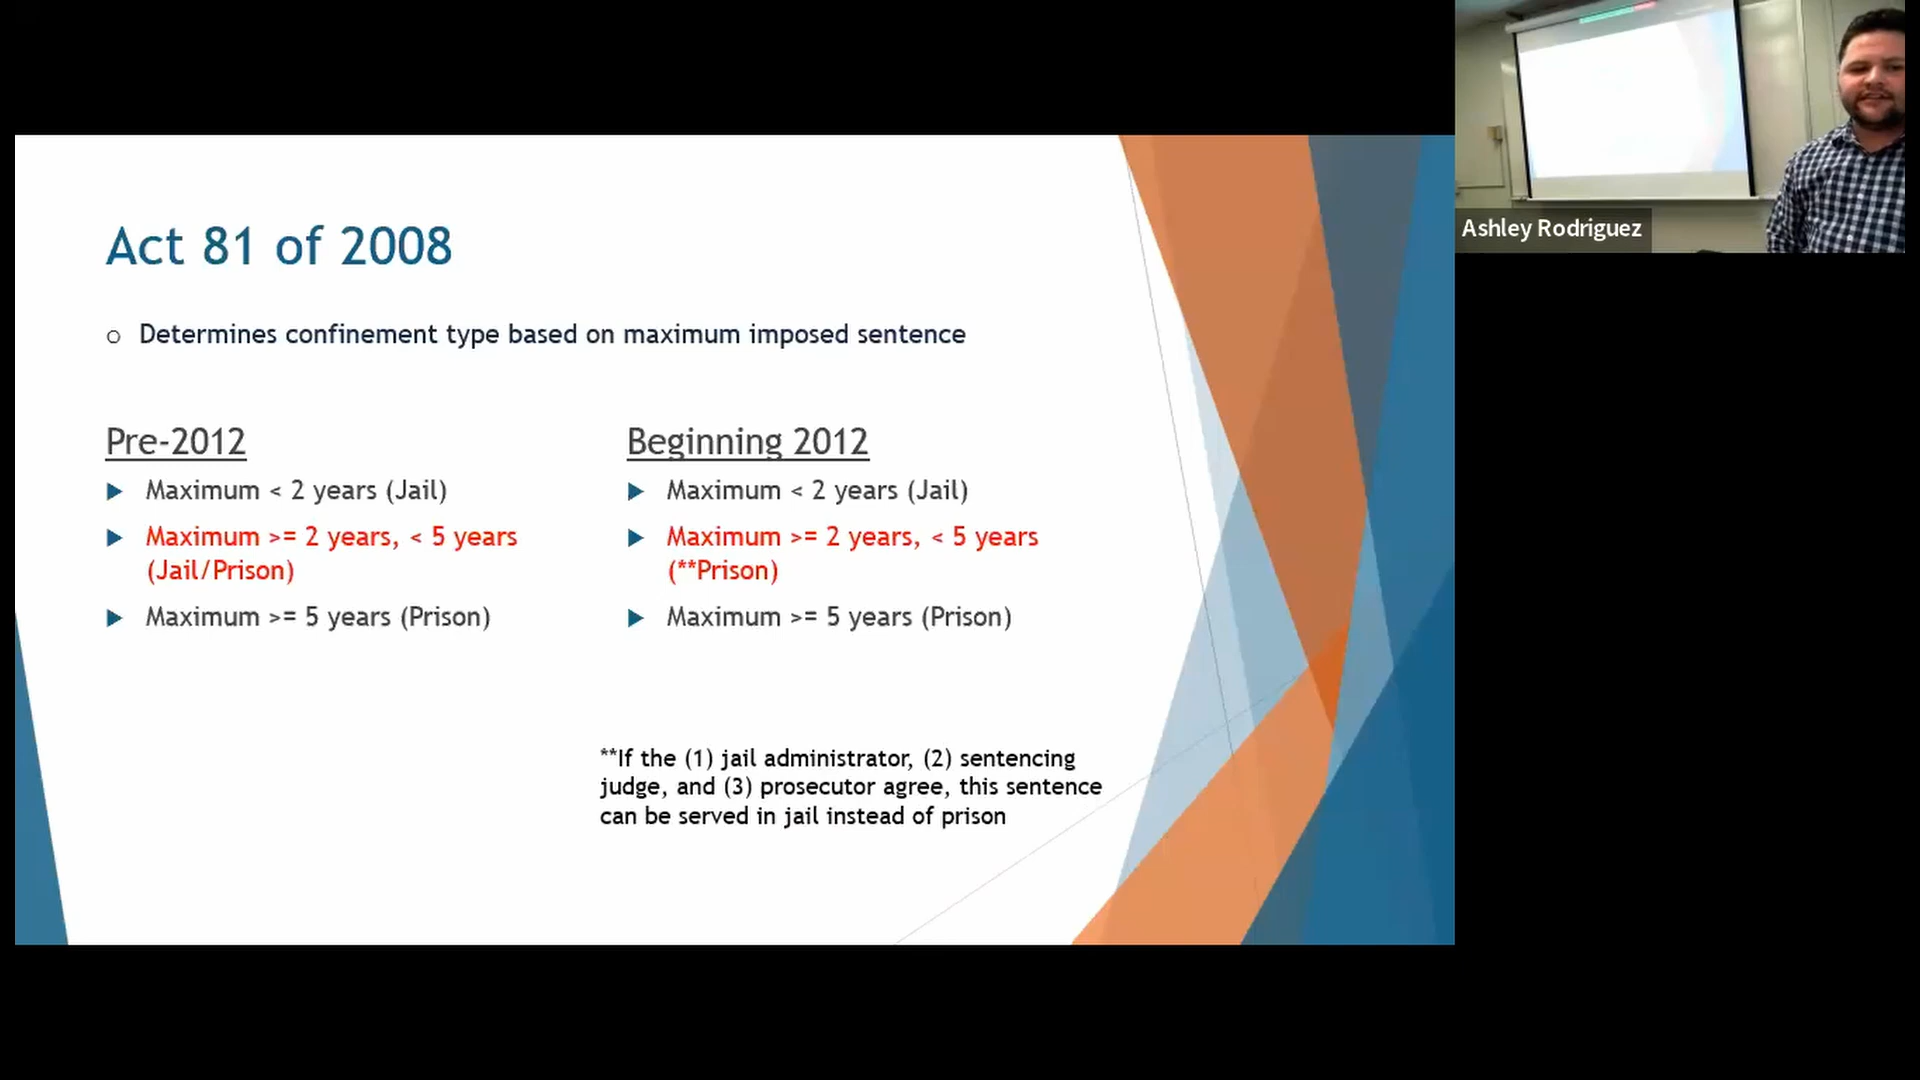 Act 81 of 2008
o Determines confinement type based on maximum imposed sentence
Pre-2012
Maximum < 2 years (Jail)
Maximum >= 2 years, < 5 years
(Jail/Prison)
Maximum >= 5 years (Prison)
Beginning 2012
Maximum < 2 years (Jail)
Maximum >= 2 years, < 5 years
(**Prison)
Maximum >= 5 years (Prison)
**If the (1) jail administrator, (2) sentencing
judge, and (3) prosecutor agree, this sentence
can be served in jail instead of prison
Ashley Rodriguez